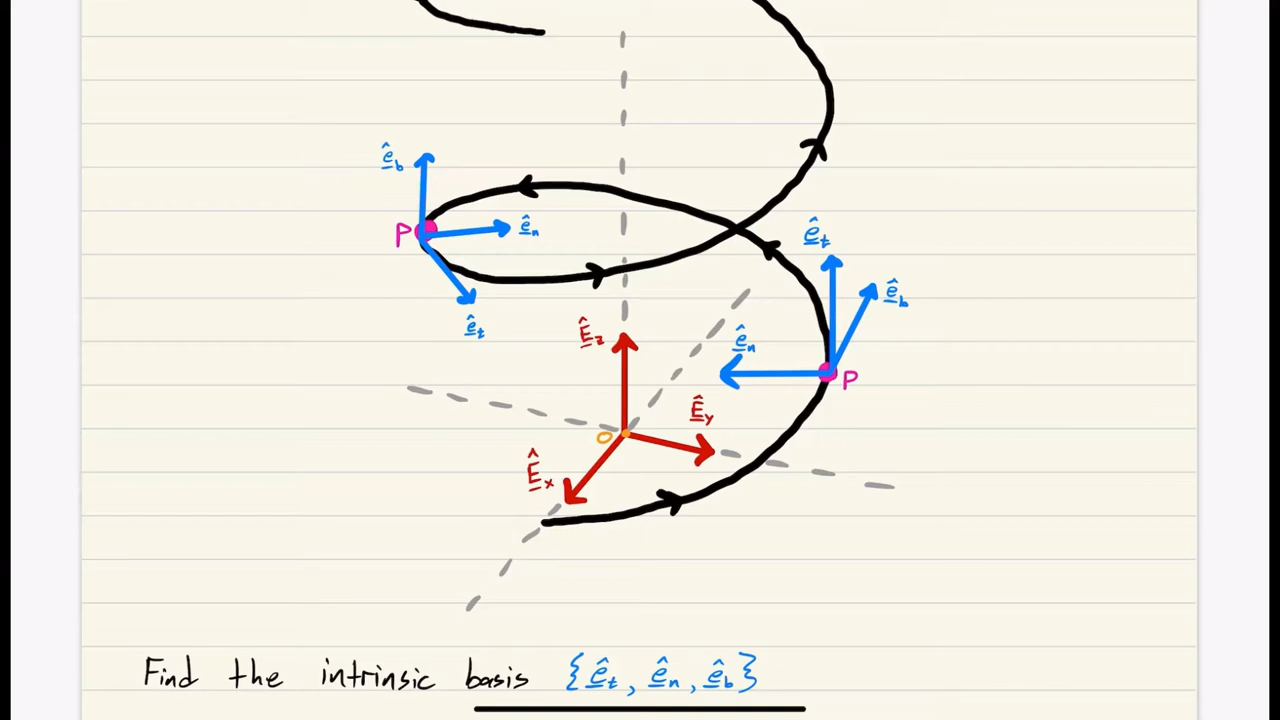 ê_b
ê_t
P
ê_n
ê_b
ê_t
Ê_z
ê_n
P
Ê_y
O
Ê_x
Find the intrinsic basis {ê_t, ê_n, ê_b}